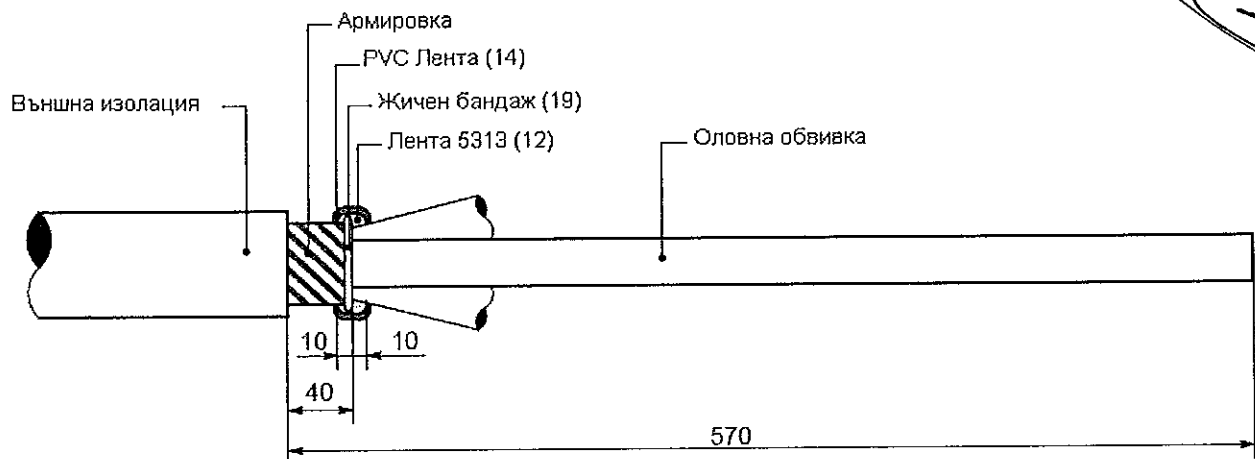 Армировка
PVC Лента (14)
Външна изолация
Жичен бандаж (19)
Лента 5313 (12)
Оловна обвивка
10
10
40
570